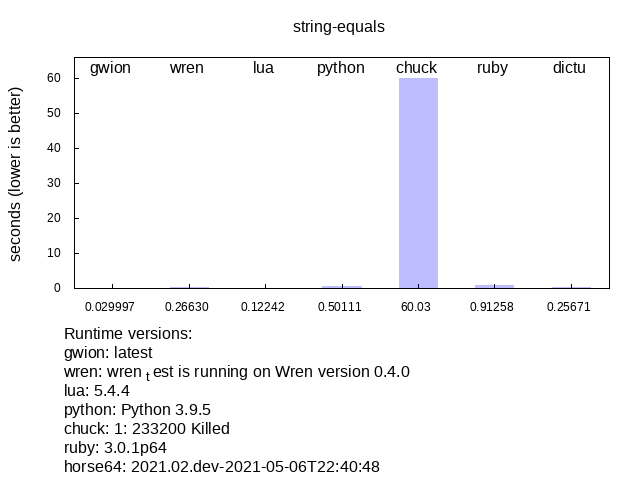 string-equals
gwion wren lua python chuck ruby dictu
seconds (lower is better)
60
50
40
30
20
10
0
0.029997 0.26630 0.12242 0.50111 60.03 0.91258 0.25671
Runtime versions:
gwion: latest
wren: wren test is running on Wren version 0.4.0
lua: 5.4.4
python: Python 3.9.5
chuck: 1: 233200 Killed
ruby: 3.0.1p64
horse64: 2021.02.dev-2021-05-06T22:40:48